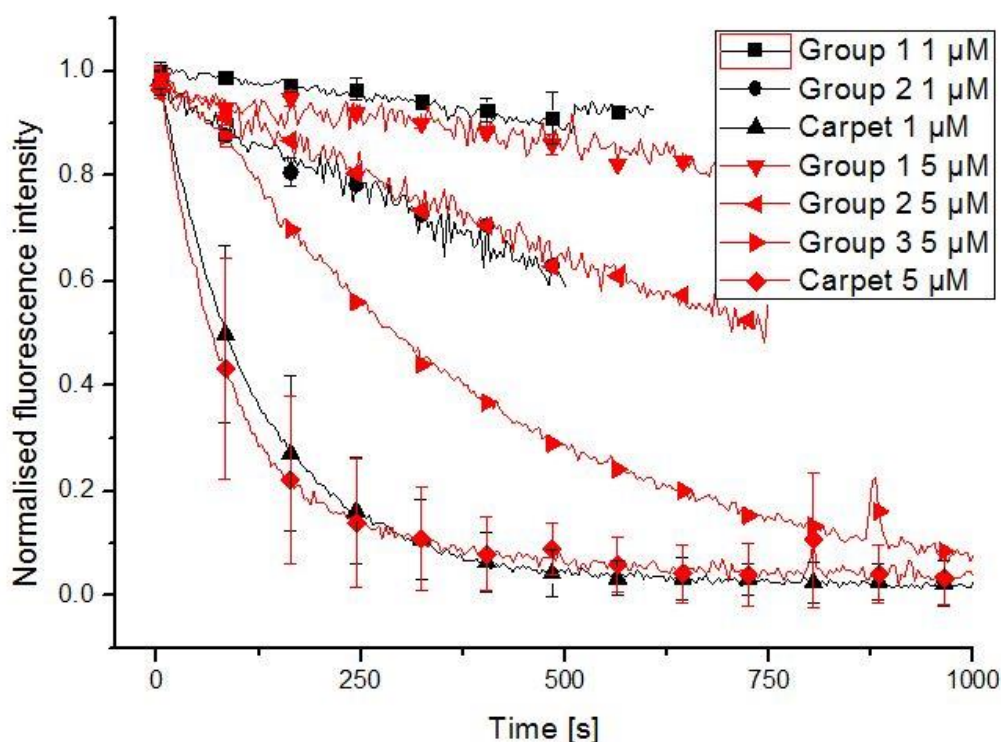 Group 1 1 µM
Group 2 1 µM
Carpet 1 µM
Group 1 5 µM
Group 2 5 µM
Group 3 5 µM
Carpet 5 µM
Normalised fluorescence intensity
1.0
0.8
0.6
0.4
0.2
0.0
0 250 500 750 1000
Time [s]